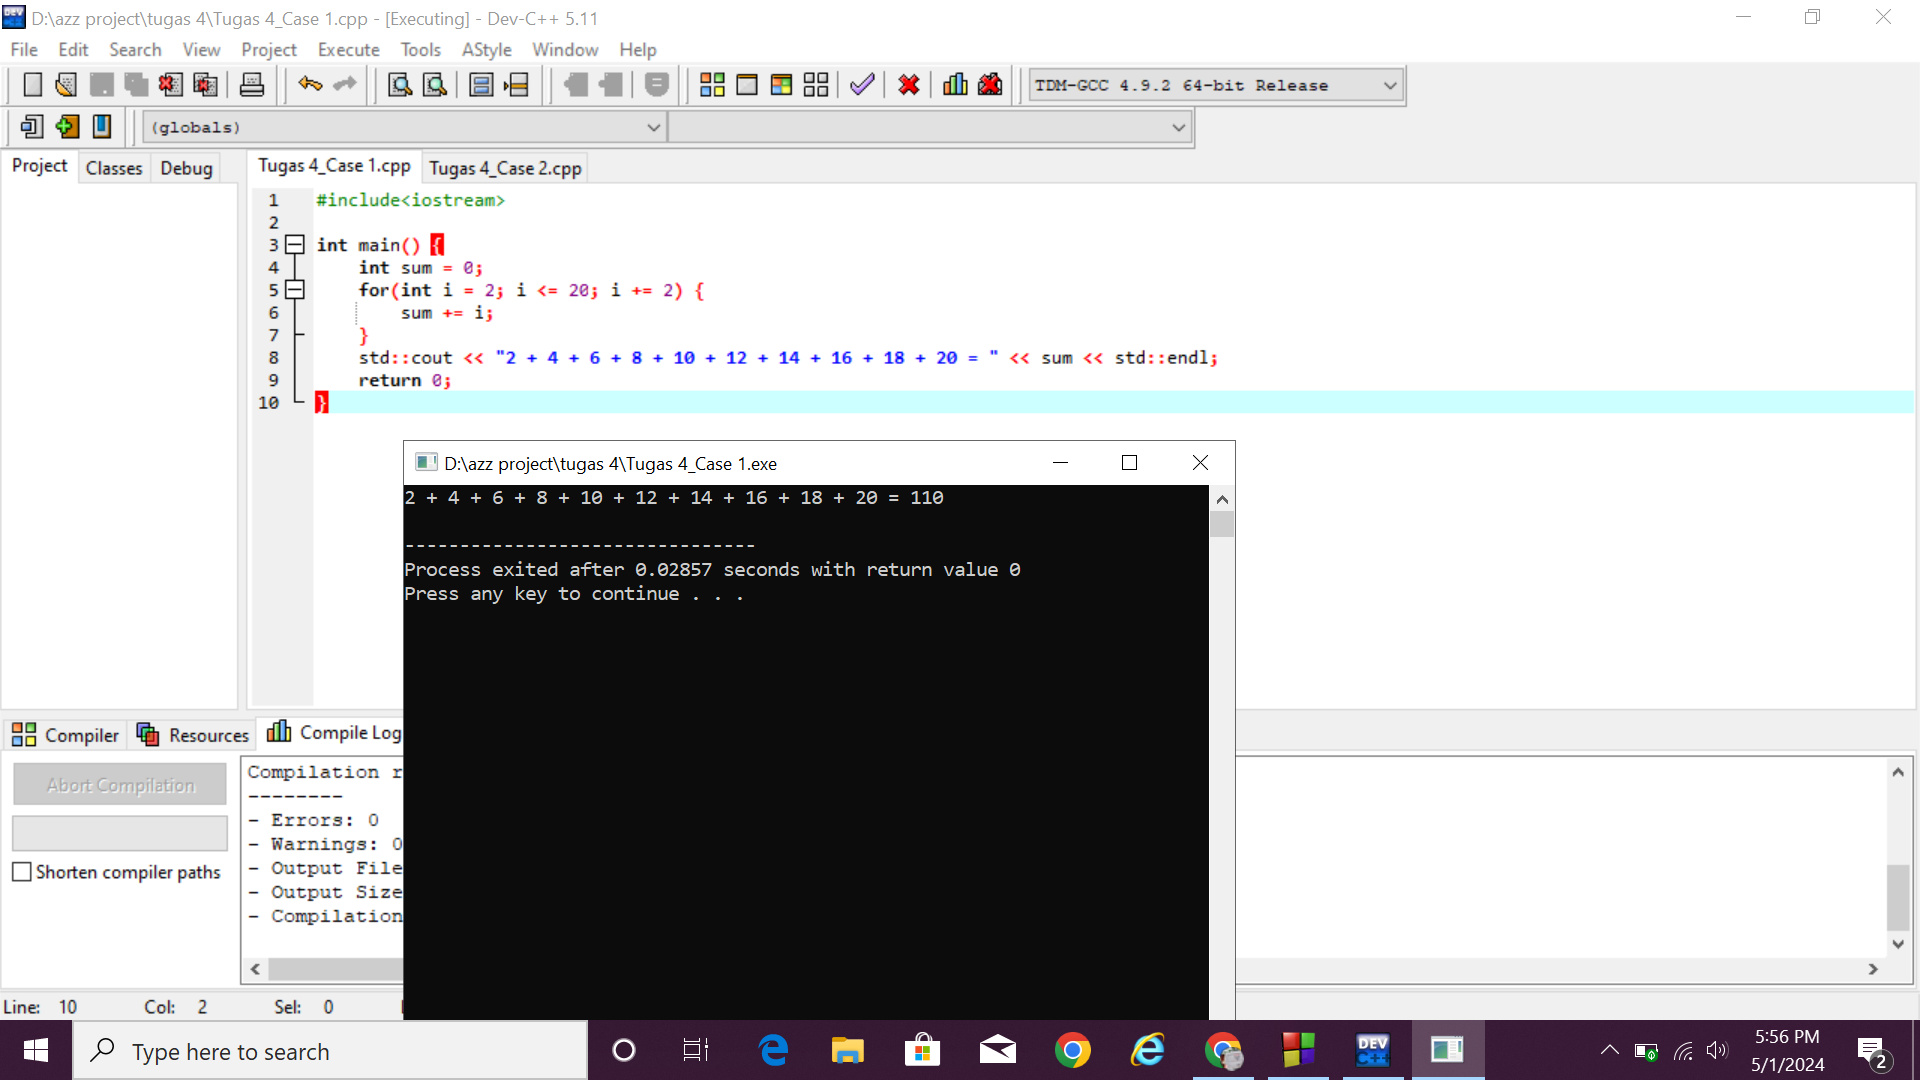 D:\azz project\tugas 4\Tugas 4_Case 1.cpp - [Executing] - Dev-C++ 5.11
File Edit Search View Project Execute Tools AStyle Window Help
TDM-GCC 4.9.2 64-bit Release
(globals)
Project Classes Debug
Tugas 4_Case 1.cpp Tugas 4_Case 2.cpp
1 #include<iostream>
2
3 int main() {
4 int sum = 0;
5 for(int i = 2; i <= 20; i += 2) {
6 sum += i;
7 }
8 std::cout << "2 + 4 + 6 + 8 + 10 + 12 + 14 + 16 + 18 + 20 = " << sum << std::endl;
9 return 0;
10 }
D:\azz project\tugas 4\Tugas 4_Case 1.exe
2 + 4 + 6 + 8 + 10 + 12 + 14 + 16 + 18 + 20 = 110
--------------------------------
Process exited after 0.02857 seconds with return value 0
Press any key to continue . . .
Compiler Resources Compile Log
Abort Compilation
Shorten compiler paths
Compilation r
--------
- Errors: 0
- Warnings: 0
- Output File
- Output Size
- Compilation
Line: 10 Col: 2 Sel: 0
Type here to search
DEV C++
5:56 PM
5/1/2024
2